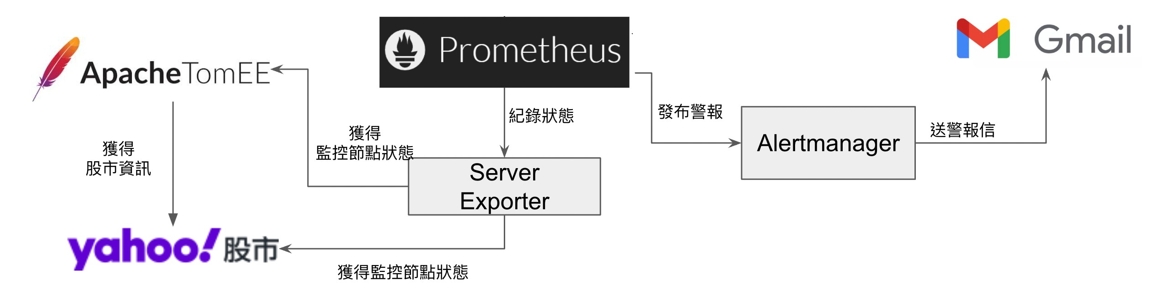 Prometheus
Gmail
ApacheTomEE
紀錄狀態
發布警報
Alertmanager
送警報信
獲得
監控節點狀態
獲得
股市資訊
Server
Exporter
yahoo!股市
獲得監控節點狀態